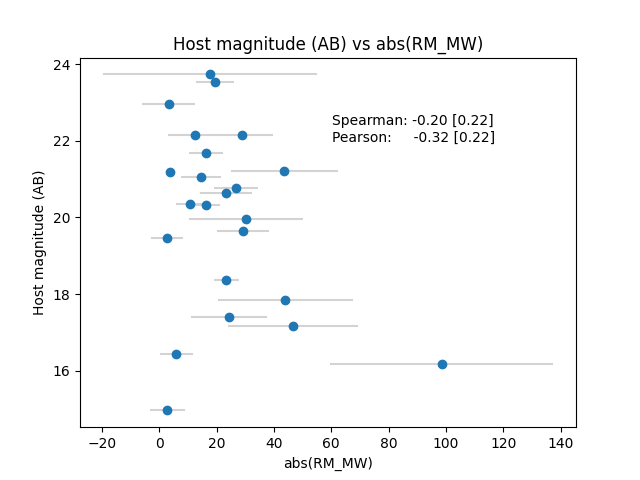 Host magnitude (AB) vs abs(RM_MW)
24
22
20
18
16
Host magnitude (AB)
Spearman: -0.20 [0.22]
Pearson: -0.32 [0.22]
−20 0 20 40 60 80 100 120 140
abs(RM_MW)